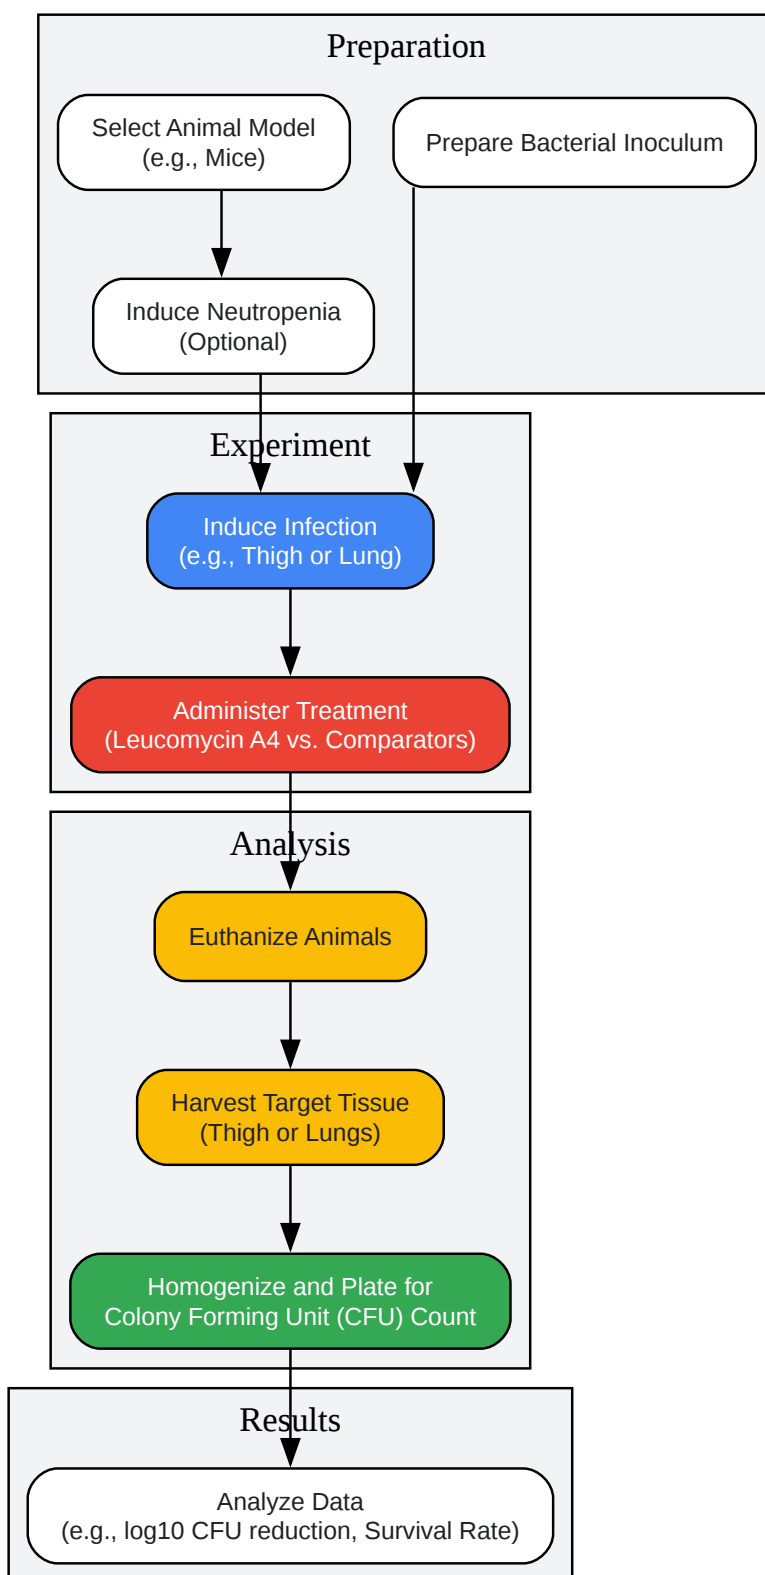 Preparation
Select Animal Model
(e.g., Mice)
Prepare Bacterial Inoculum
Induce Neutropenia
(Optional)
Experiment
Induce Infection
(e.g., Thigh or Lung)
Administer Treatment
(Leucomycin A4 vs. Comparators)
Analysis
Euthanize Animals
Harvest Target Tissue
(Thigh or Lungs)
Homogenize and Plate for
Colony Forming Unit (CFU) Count
Results
Analyze Data
(e.g., log10 CFU reduction, Survival Rate)